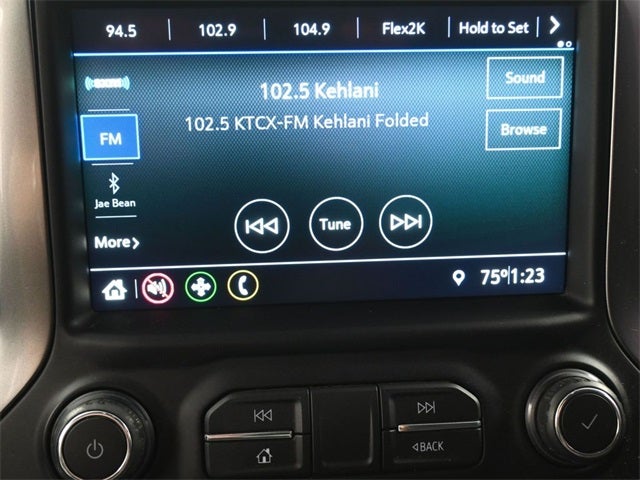 94.5 102.9 104.9 Flex2K Hold to Set
102.5 Kehlani
Sound
102.5 KTCX-FM Kehlani Folded
FM
Browse
Jae Bean
Tune
More
75° 1:23
BACK